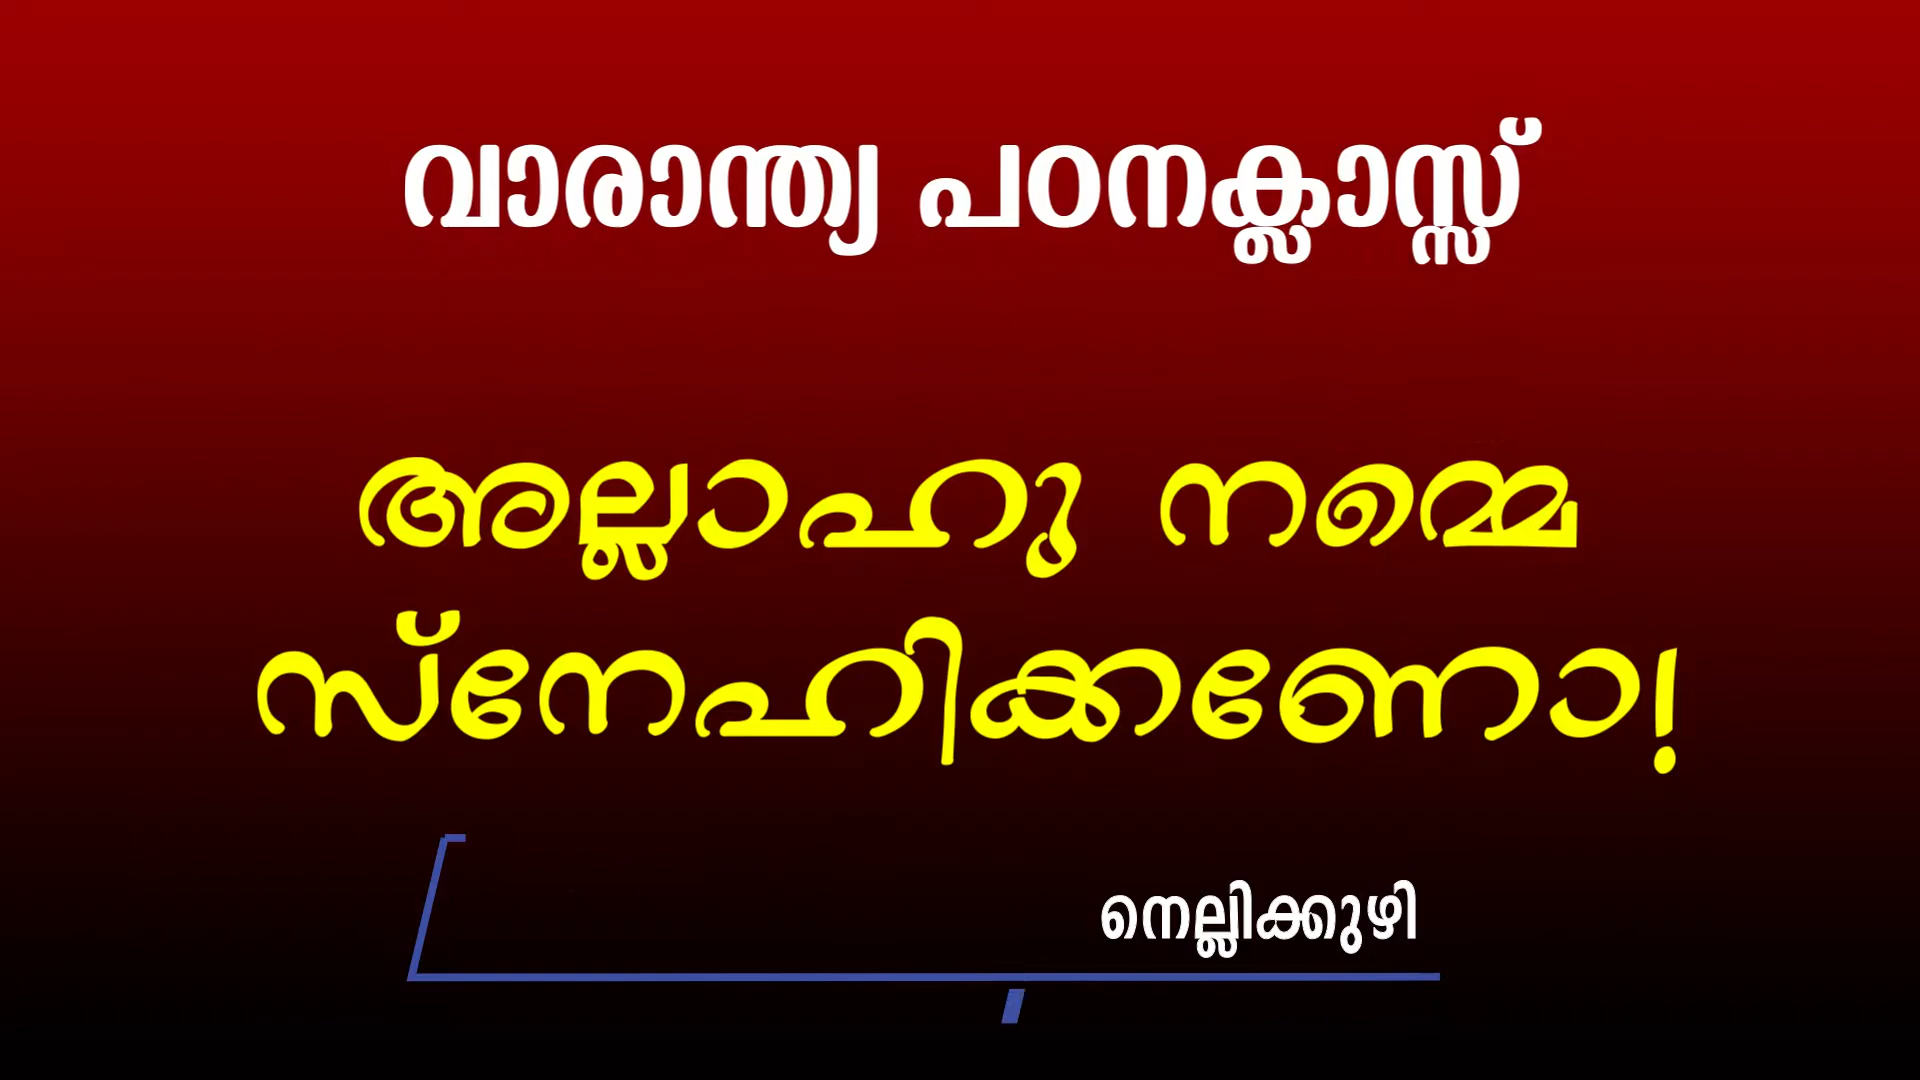 വാരാന്ത്യ പഠനക്ലാസ്സ്
അല്ലാഹു നമ്മെ
സ്നേഹിക്കണോ!
നെല്ലിക്കുഴി